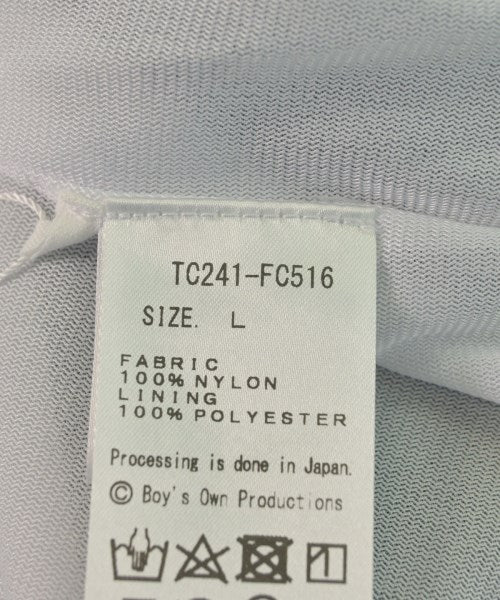 TC241-FC516
SIZE. L
FABRIC
100% NYLON
LINING
100% POLYESTER
Processing is done in Japan.
© Boy's Own Productions